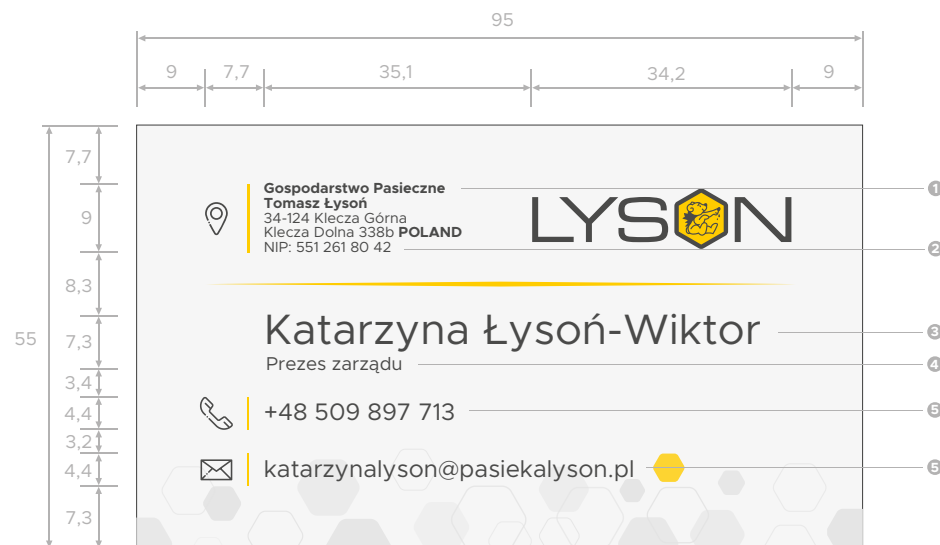 95
9 7,7 35,1 34,2 9
7,7
9
8,3
55
7,3
3,4
4,4
3,2
4,4
7,3
Gospodarstwo Pasieczne
Tomasz Łysoń
34-124 Klecza Górna
Klecza Dolna 338b POLAND
NIP: 551 261 80 42
LYSON
1
2
Katarzyna Łysoń-Wiktor
3
Prezes zarządu
4
+48 509 897 713
5
katarzynalyson@pasiekalyson.pl
5